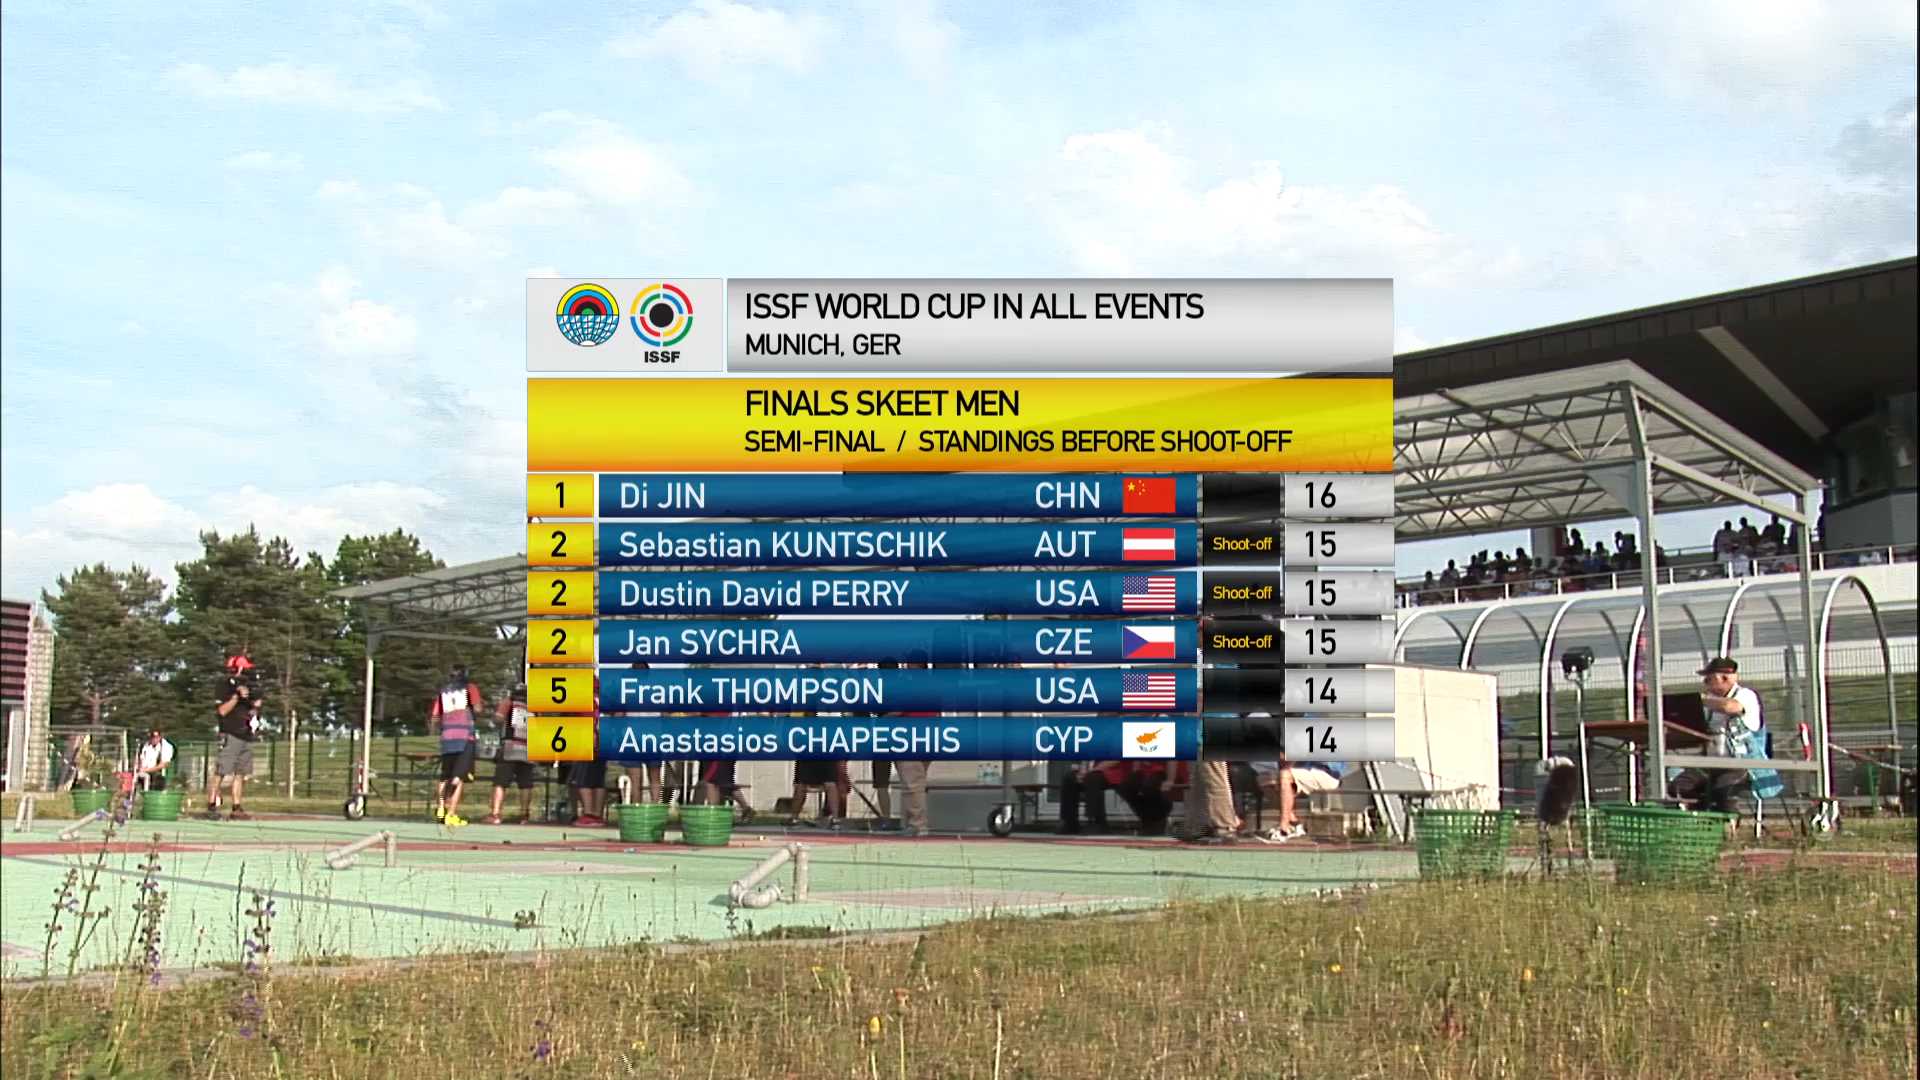 ISSF
ISSF WORLD CUP IN ALL EVENTS
MUNICH, GER
FINALS SKEET MEN
SEMI-FINAL / STANDINGS BEFORE SHOOT-OFF
1 Di JIN CHN 16
2 Sebastian KUNTSCHIK AUT Shoot-off 15
2 Dustin David PERRY USA Shoot-off 15
2 Jan SYCHRA CZE Shoot-off 15
5 Frank THOMPSON USA 14
6 Anastasios CHAPESHIS CYP 14